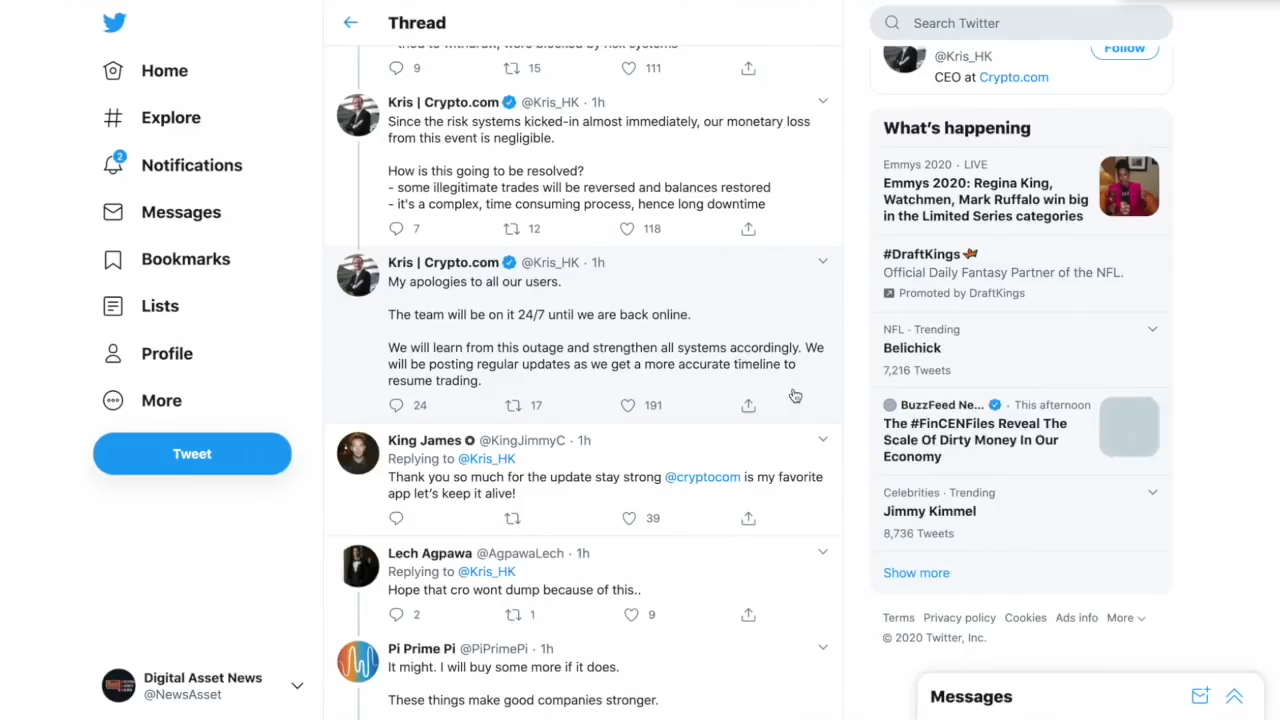 Home
Explore
2
Notifications
Messages
Bookmarks
Lists
Profile
More
Tweet
Digital Asset News
@NewsAsset
Thread
tried to withdraw, were blocked by risk systems
9 15 111
Kris | Crypto.com @Kris_HK · 1h
Since the risk systems kicked-in almost immediately, our monetary loss
from this event is negligible.
How is this going to be resolved?
- some illegitimate trades will be reversed and balances restored
- it's a complex, time consuming process, hence long downtime
7 12 118
Kris | Crypto.com @Kris_HK · 1h
My apologies to all our users.
The team will be on it 24/7 until we are back online.
We will learn from this outage and strengthen all systems accordingly. We
will be posting regular updates as we get a more accurate timeline to
resume trading.
24 17 191
King James @KingJimmyC · 1h
Replying to @Kris_HK
Thank you so much for the update stay strong @cryptocom is my favorite
app let's keep it alive!
39
Lech Agpawa @AgpawaLech · 1h
Replying to @Kris_HK
Hope that cro wont dump because of this..
2 1 9
Pi Prime Pi @PiPrimePi · 1h
It might. I will buy some more if it does.
These things make good companies stronger.
Search Twitter
@Kris_HK
Follow
CEO at Crypto.com
What's happening
Emmys 2020 · LIVE
Emmys 2020: Regina King,
Watchmen, Mark Ruffalo win big
in the Limited Series categories
#DraftKings
Official Daily Fantasy Partner of the NFL.
Promoted by DraftKings
NFL · Trending
Belichick
7,216 Tweets
BuzzFeed Ne... · This afternoon
The #FinCENFiles Reveal The
Scale Of Dirty Money In Our
Economy
Celebrities · Trending
Jimmy Kimmel
8,736 Tweets
Show more
Terms Privacy policy Cookies Ads info More
© 2020 Twitter, Inc.
Messages